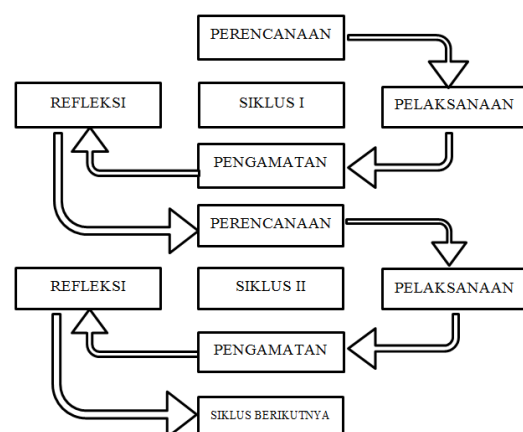 PERENCANAAN
REFLEKSI
SIKLUS I
PELAKSANAAN
PENGAMATAN
PERENCANAAN
REFLEKSI
SIKLUS II
PELAKSANAAN
PENGAMATAN
SIKLUS BERIKUTNYA